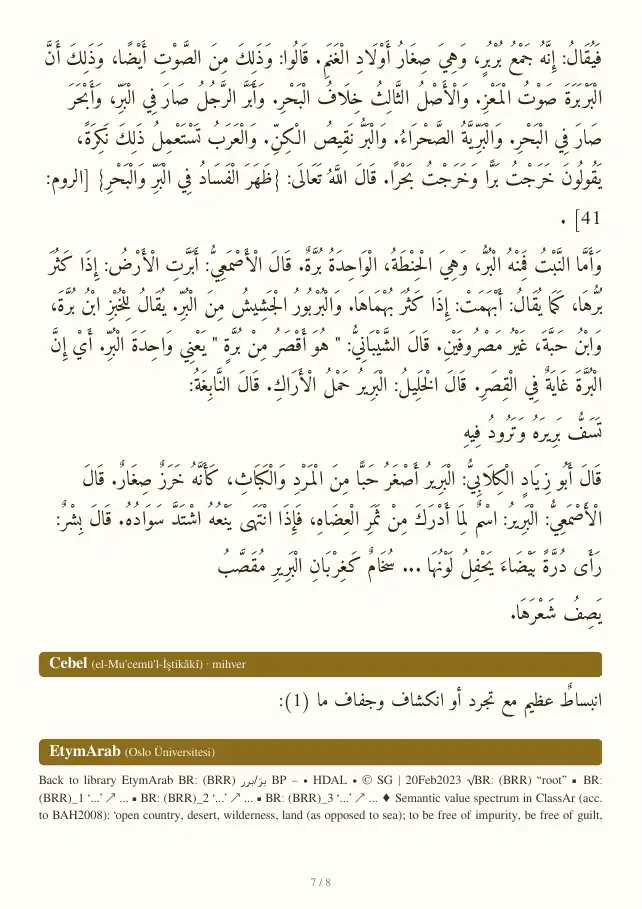 فَيُقَالُ: إِنَّهُ جَمْعُ بُرْبُرٍ، وَهِيَ صِغَارُ أَوْلَادِ الْغَنَمِ. قَالُوا: وَذَلِكَ مِنَ الصَّوْتِ أَيْضًا، وَذَلِكَ أَنَّ
الْبَرْبَرَةَ صَوْتُ الْمَعْزِ. وَالْأَصْلُ الثَّالِثُ خِلَافُ الْبَحْرِ. وَأَبَرَّ الرَّجُلُ صَارَ فِي الْبَرِّ، وَأَبْحَرَ
صَارَ فِي الْبَحْرِ. وَالْبَرِّيَّةُ الصَّحْرَاءُ. وَالْبَرُّ نَقِيصُ الْكِنِّ. وَالْعَرَبُ تَسْتَعْمِلُ ذَلِكَ نَكِرَةً،
يَقُولُونَ خَرَجْتُ بَرًّا وَخَرَجْتُ بَحْرًا. قَالَ اللَّهُ تَعَالَى: {ظَهَرَ الْفَسَادُ فِي الْبَرِّ وَالْبَحْرِ} [الروم:
41] .
وَأَمَّا النَّبْتُ فَمِنْهُ الْبُرُّ، وَهِيَ الْحِنْطَةُ، الْوَاحِدَةُ بُرَّةٌ. قَالَ الْأَصْمَعِيُّ: أَبَرَّتِ الْأَرْضُ: إِذَا كَثُرَ
بُرُّهَا، كَمَا يُقَالُ: أَبْهَمَتْ: إِذَا كَثُرَ بُهْمَاهَا. وَالْبُرْبُورُ الْجَشِيشُ مِنَ الْبُرِّ. يُقَالُ لِلْخُبْزِ ابْنُ بُرَّةَ،
وَابْنُ حَبَّةَ، غَيْرُ مَصْرُوفَيْنِ. قَالَ الشَّيْبَانِيُّ: " هُوَ أَقْصَرُ مِنْ بُرَّةٍ " يَعْنِي وَاحِدَةَ الْبُرِّ. أَيْ إِنَّ
الْبُرَّةَ غَايَةٌ فِي الْقِصَرِ. قَالَ الْخَلِيلُ: الْبَرِيرُ حَمْلُ الْأَرَاكِ. قَالَ النَّابِغَةُ:
تَسَفُّ بَرِيرَهُ وَتَرُودُ فِيهِ
قَالَ أَبُو زِيَادٍ الْكِلَابِيُّ: الْبَرِيرُ أَصْغَرُ حَبًّا مِنَ الْمَرْدِ وَالْكَبَاثِ، كَأَنَّهُ خَرَزٌ صِغَارٌ. قَالَ
الْأَصْمَعِيُّ: الْبَرِيرُ: اسْمٌ لِمَا أَدْرَكَ مِنْ ثَمَرِ الْعِضَاهِ، فَإِذَا انْتَهَى يَنْعُهُ اشْتَدَّ سَوَادُهُ. قَالَ بِشْرٌ:
رَأَى دُرَّةً بَيْضَاءَ يَحْفِلُ لَوْنُهَا ... سُخَامٌ كَغِرْبَانِ الْبَرِيرِ مُقَصَّبُ
يَصِفُ شَعْرَهَا.
Cebel (el-Mu'cemü'l-İştikâkî) · mihver
انبساطٌ عظيم مع تجرد أو انكشاف وجفاف ما (1):
EtymArab (Oslo Üniversitesi)
Back to library EtymArab BR: (BRR) برّ/برر BP – • HDAL • © SG | 20Feb2023 √BR: (BRR) “root” ▪ BR:
(BRR)_1 ‘...’ ↗ ... ▪ BR: (BRR)_2 ‘...’ ↗ ... ▪ BR: (BRR)_3 ‘...’ ↗ ... ♦ Semantic value spectrum in ClassAr (acc.
to BAH2008): ‘open country, desert, wilderness, land (as opposed to sea); to be free of impurity, be free of guilt,
7 / 8